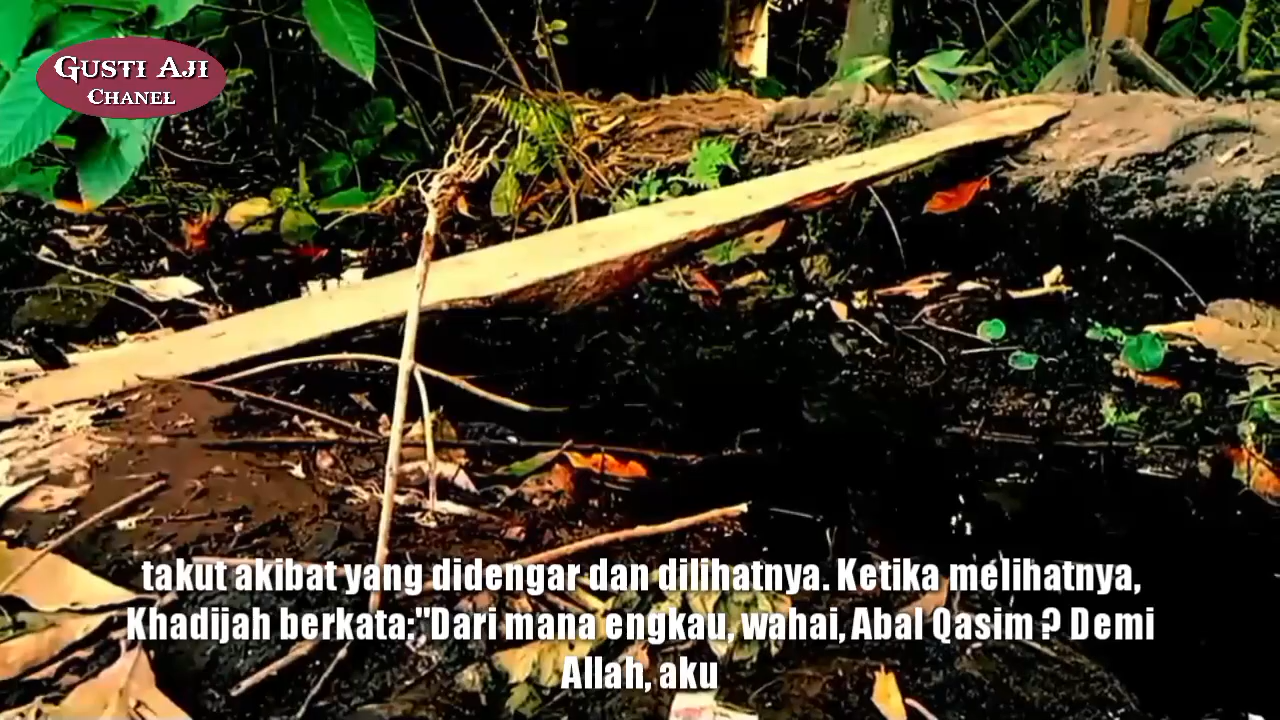 GUSTI AJI
CHANEL
takut akibat yang didengar dan dilihatnya. Ketika melihatnya,
Khadijah berkata:"Dari mana engkau, wahai, Abal Qasim ? Demi
Allah, aku